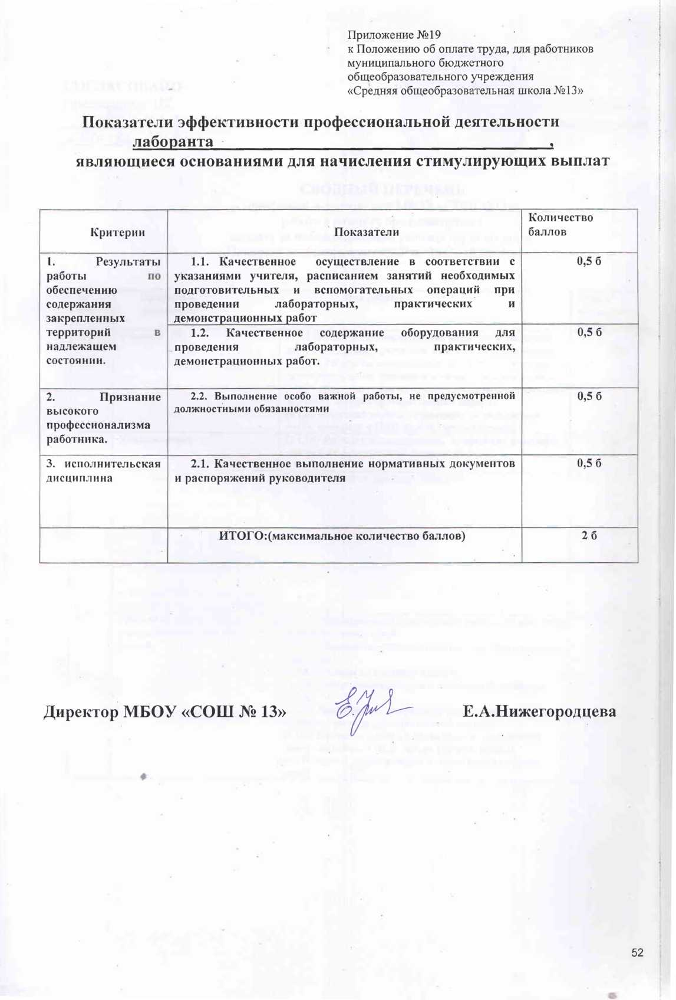 Приложение №19
к Положению об оплате труда, для работников
муниципального бюджетного
общеобразовательного учреждения
«Средняя общеобразовательная школа №13»
Показатели эффективности профессиональной деятельности
лаборанта ,
являющиеся основаниями для начисления стимулирующих выплат
Критерии
Показатели
Количество
баллов
1. Результаты
работы по
обеспечению
содержания
закрепленных
территорий в
надлежащем
состоянии.
1.1. Качественное осуществление в соответствии с
указаниями учителя, расписанием занятий необходимых
подготовительных и вспомогательных операций при
проведении лабораторных, практических и
демонстрационных работ
0,5 б
1.2. Качественное содержание оборудования для
проведения лабораторных, практических,
демонстрационных работ.
0,5 б
2. Признание
высокого
профессионализма
работника.
2.2. Выполнение особо важной работы, не предусмотренной
должностными обязанностями
0,5 б
3. исполнительская
дисциплина
2.1. Качественное выполнение нормативных документов
и распоряжений руководителя
0,5 б
ИТОГО:(максимальное количество баллов)
2 б
Директор МБОУ «СОШ № 13»
Е.А.Нижегородцева
52